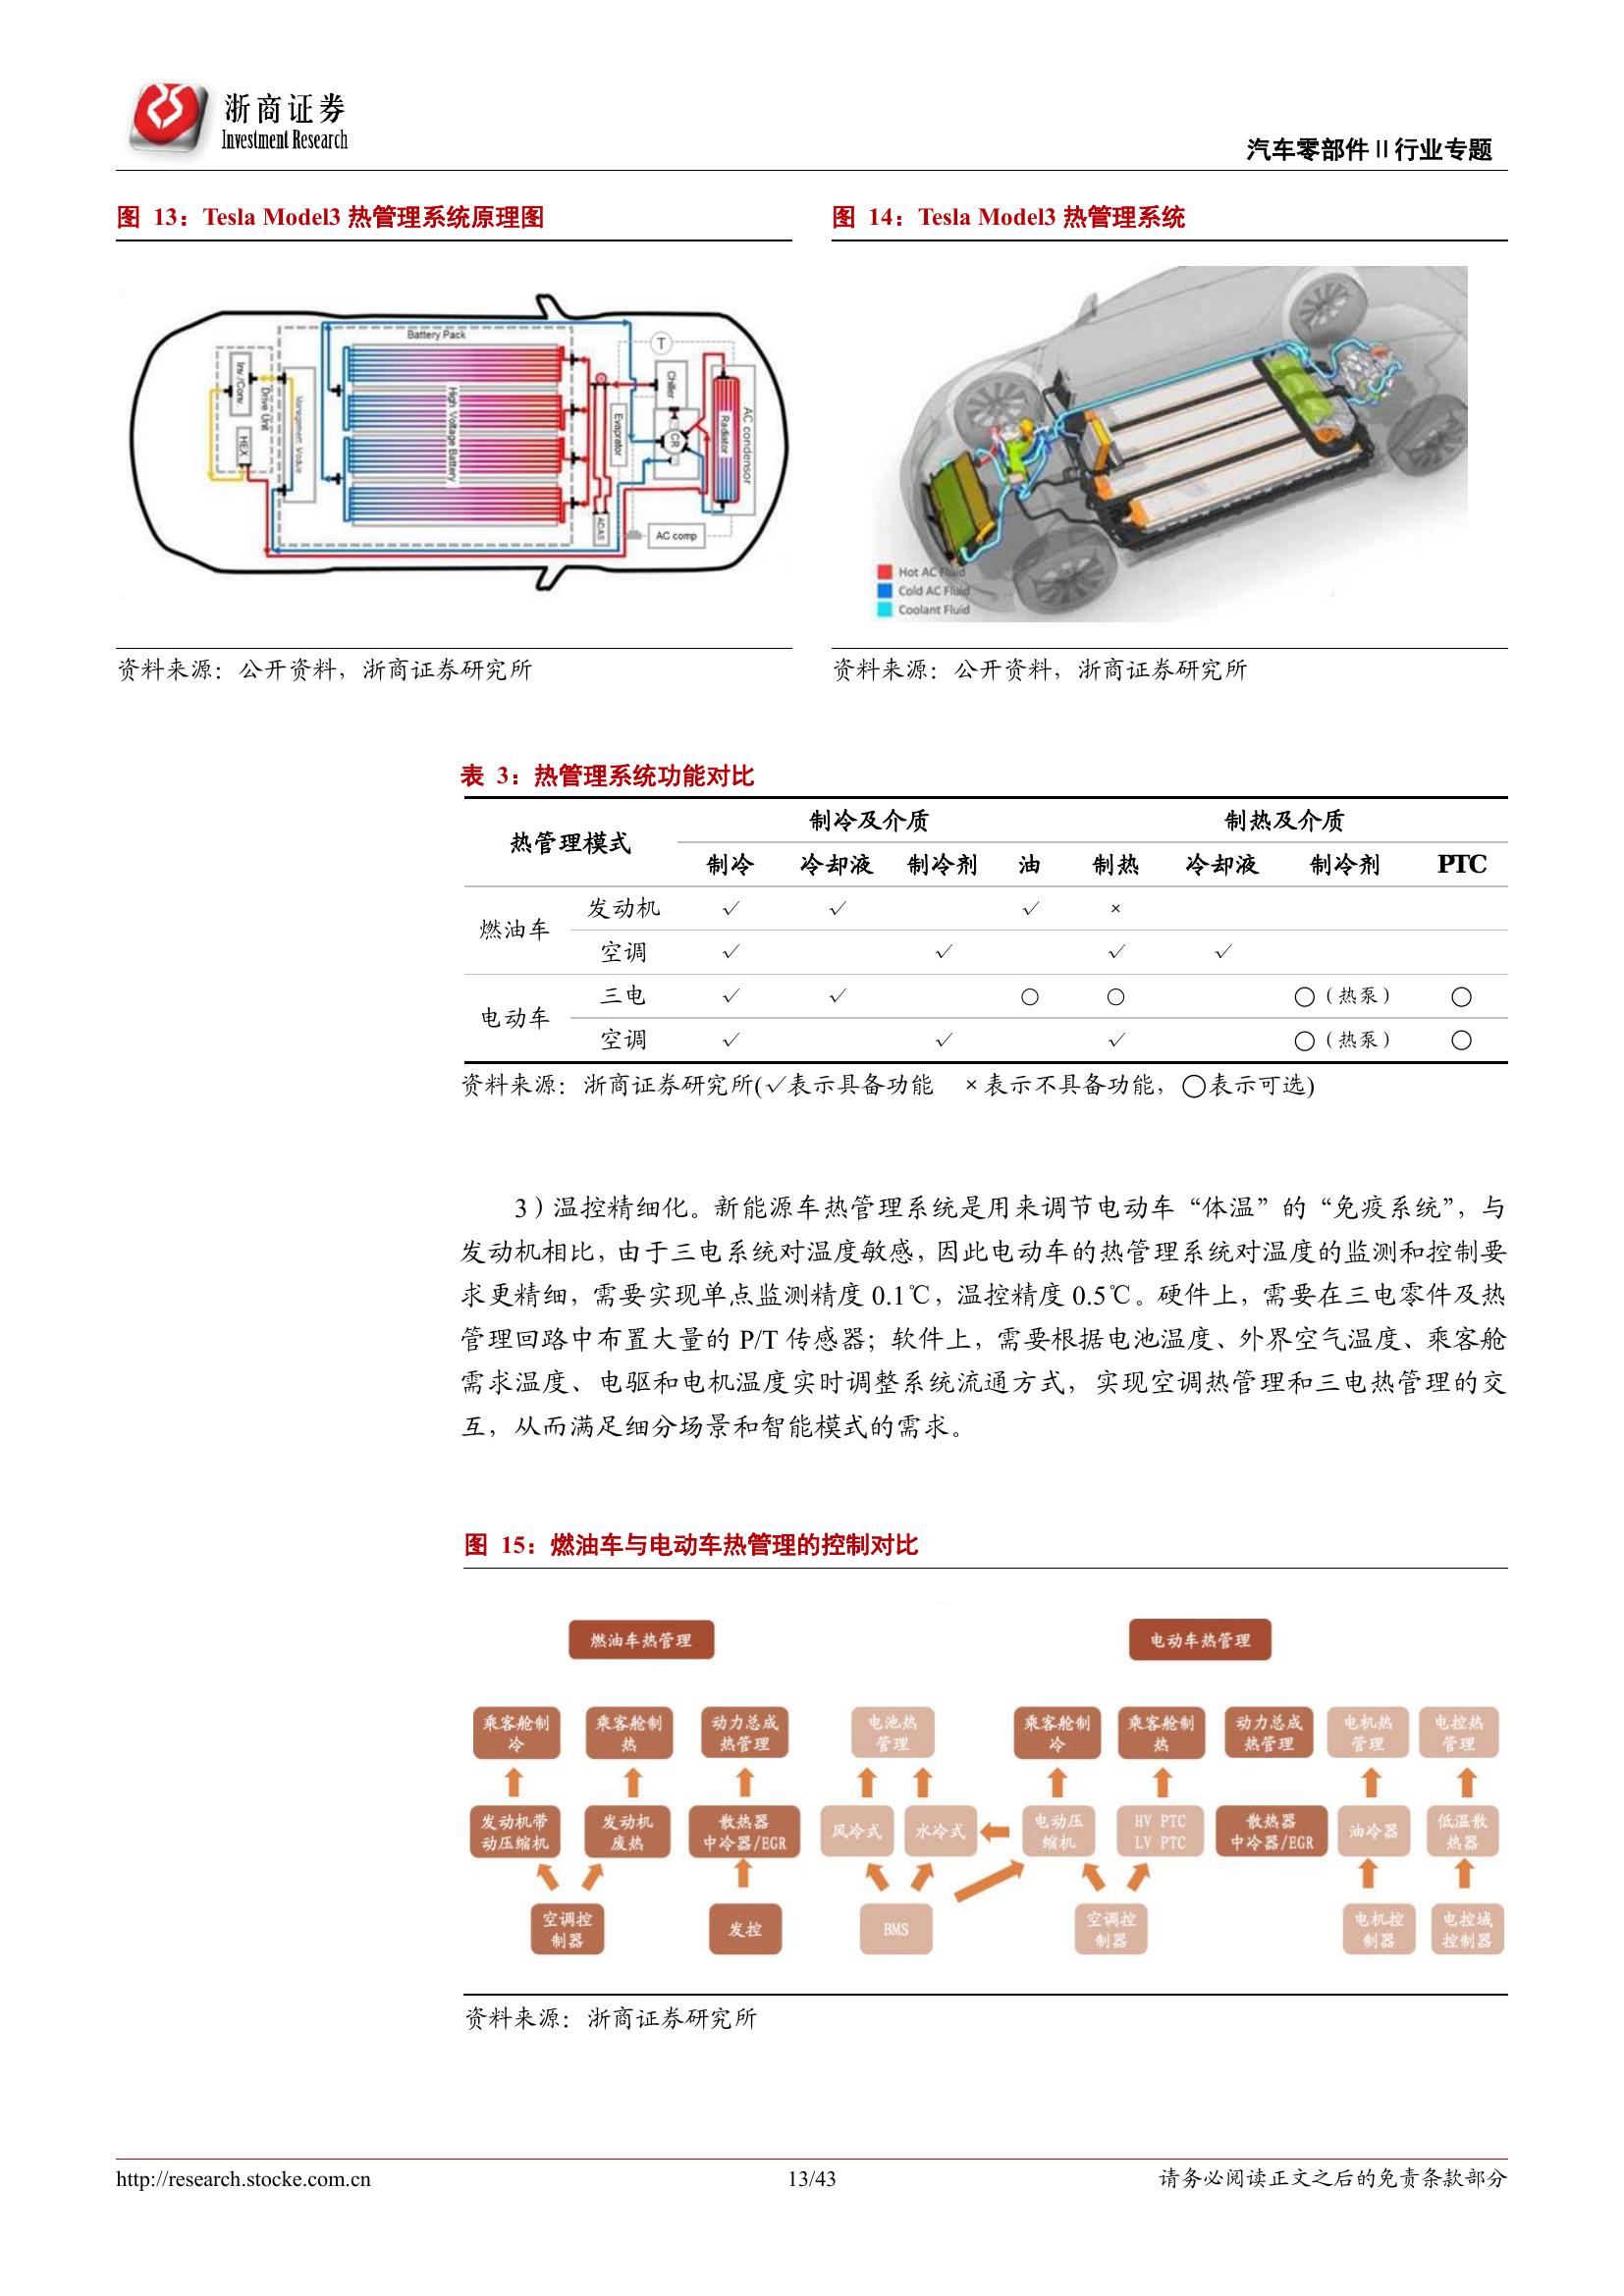 浙商证券
Investment Research
汽车零部件Ⅱ行业专题
图 13：Tesla Model3 热管理系统原理图
图 14：Tesla Model3 热管理系统
Battery Pack
T
Inv./Conv.
Drive Unit
HEX
Management Module
High Voltage Battery
Evaprator
Chiller
CR
Radiator
AC condensor
ADAS
AC comp
Hot AC Fluid
Cold AC Fluid
Coolant Fluid
资料来源：公开资料，浙商证券研究所
资料来源：公开资料，浙商证券研究所
表 3：热管理系统功能对比
热管理模式 制冷及介质 制热及介质
制冷 冷却液 制冷剂 油 制热 冷却液 制冷剂 PTC
燃油车 发动机 √ √ √ ×
空调 √ √ √ √
电动车 三电 √ √ ○ ○ ○（热泵） ○
空调 √ √ √ ○（热泵） ○
资料来源：浙商证券研究所(√表示具备功能 ×表示不具备功能，○表示可选)
3）温控精细化。新能源车热管理系统是用来调节电动车“体温”的“免疫系统”，与
发动机相比，由于三电系统对温度敏感，因此电动车的热管理系统对温度的监测和控制要
求更精细，需要实现单点监测精度 0.1℃，温控精度 0.5℃。硬件上，需要在三电零件及热
管理回路中布置大量的 P/T 传感器；软件上，需要根据电池温度、外界空气温度、乘客舱
需求温度、电驱和电机温度实时调整系统流通方式，实现空调热管理和三电热管理的交
互，从而满足细分场景和智能模式的需求。
图 15：燃油车与电动车热管理的控制对比
燃油车热管理 电动车热管理
乘客舱制冷 乘客舱制热 动力总成热管理 电池热管理 乘客舱制冷 乘客舱制热 动力总成热管理 电机热管理 电控热管理
发动机带动压缩机 发动机废热 散热器中冷器/EGR 风冷式 水冷式 电动压缩机 HV PTC LV PTC 散热器中冷器/EGR 油冷器 低温散热器
空调控制器 发控 BMS 空调控制器 电机控制器 电控域控制器
资料来源：浙商证券研究所
http://research.stocke.com.cn 13/43 请务必阅读正文之后的免责条款部分